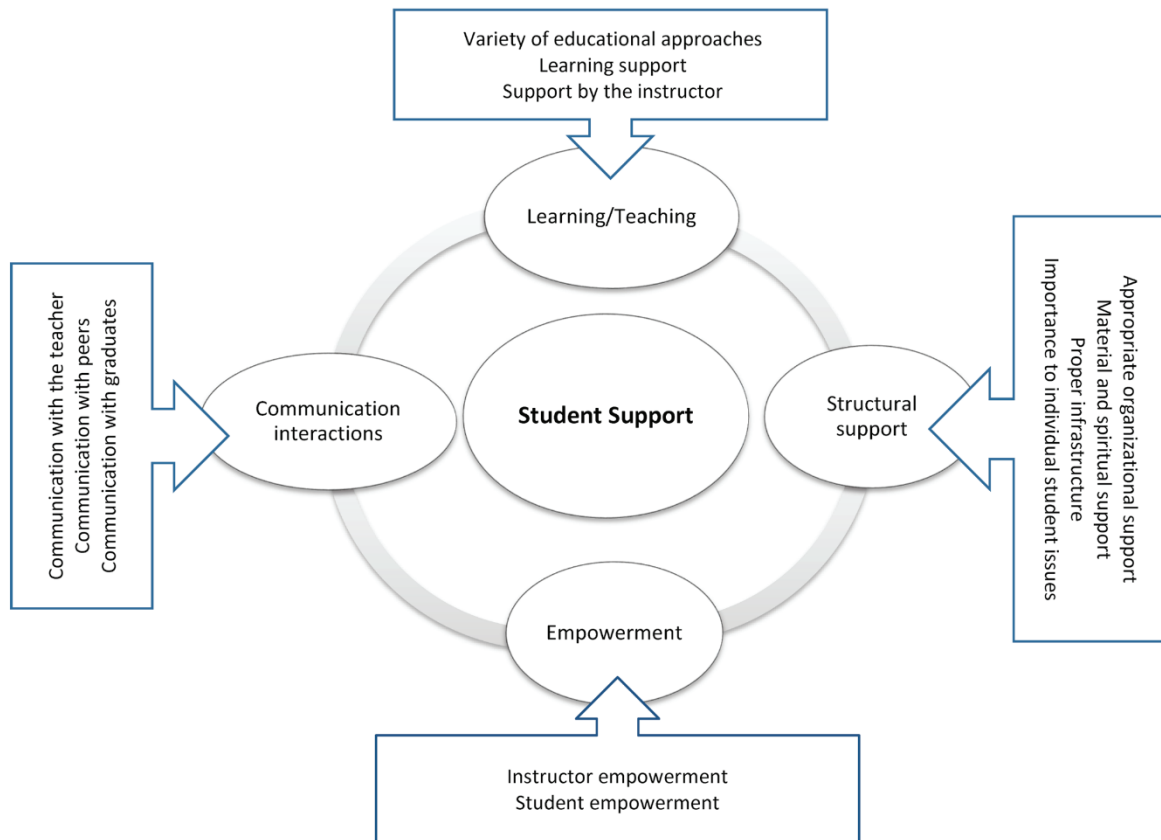 Variety of educational approaches
Learning support
Support by the instructor
Learning/Teaching
Communication with the teacher
Communication with peers
Communication with graduates
Communication
interactions
Student Support
Structural
support
Appropriate organizational support
Material and spiritual support
Proper infrastructure
Importance to individual student issues
Empowerment
Instructor empowerment
Student empowerment